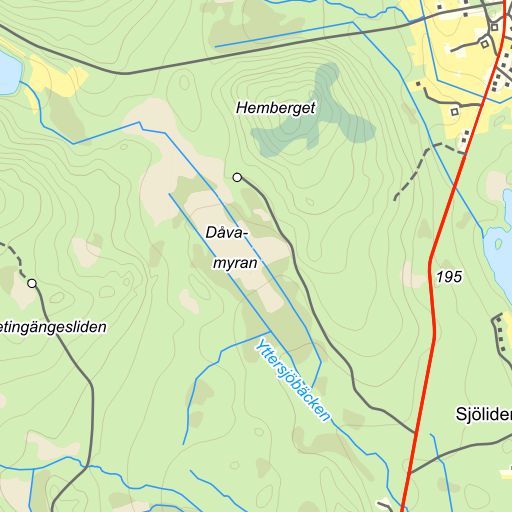 Hemberget
Dåva-
myran
195
etingängesliden
Yttersjöbäcken
Sjöliden